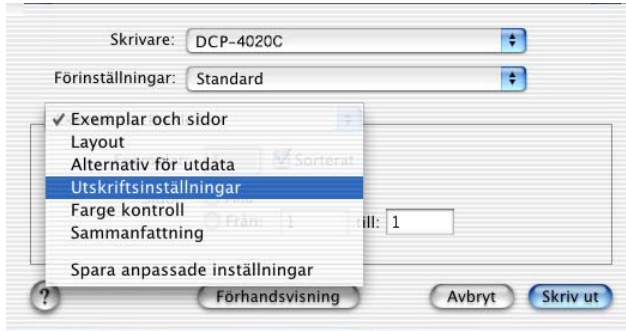 Skrivare: DCP-4020C
Förinställningar: Standard
✓ Exemplar och sidor
Layout
Alternativ för utdata
Sorterat
Utskriftsinställningar
Farge kontroll
Från: 1 till: 1
Sammanfattning
Spara anpassade inställningar
? Förhandsvisning Avbryt Skriv ut